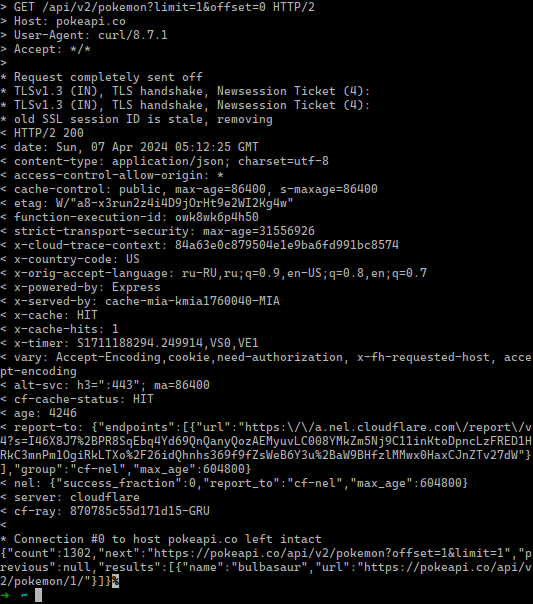 > GET /api/v2/pokemon?limit=1&offset=0 HTTP/2
> Host: pokeapi.co
> User-Agent: curl/8.7.1
> Accept: */*
>
* Request completely sent off
* TLSv1.3 (IN), TLS handshake, Newsession Ticket (4):
* TLSv1.3 (IN), TLS handshake, Newsession Ticket (4):
* old SSL session ID is stale, removing
< HTTP/2 200
< date: Sun, 07 Apr 2024 05:12:25 GMT
< content-type: application/json; charset=utf-8
< access-control-allow-origin: *
< cache-control: public, max-age=86400, s-maxage=86400
< etag: W/"a8-x3run2z4i4D9jOrHt9e2WI2Kg4w"
< function-execution-id: owk8wk6p4h50
< strict-transport-security: max-age=31556926
< x-cloud-trace-context: 84a63e0c879504e1e9ba6fd991bc8574
< x-country-code: US
< x-orig-accept-language: ru-RU,ru;q=0.9,en-US;q=0.8,en;q=0.7
< x-powered-by: Express
< x-served-by: cache-mia-kmia1760040-MIA
< x-cache: HIT
< x-cache-hits: 1
< x-timer: S1711188294.249914,VS0,VE1
< vary: Accept-Encoding,cookie,need-authorization, x-fh-requested-host, acce
pt-encoding
< alt-svc: h3=":443"; ma=86400
< cf-cache-status: HIT
< age: 4246
< report-to: {"endpoints":[{"url":"https:\/\/a.nel.cloudflare.com\/report\/v
4?s=I46X8J7%2BPR8SqEbq4Yd69QnQanyQozAEMyuvLC008YMkZm5Nj9C11inKtoDpncLzFRED1H
RkC3mnPm1OgiRkLTXo%2F26idQhnhs369f9fZsWeB6Y3u%2BaW9BHfzlMMwx0HaxCJnZTv27dW"}
],"group":"cf-nel","max_age":604800}
< nel: {"success_fraction":0,"report_to":"cf-nel","max_age":604800}
< server: cloudflare
< cf-ray: 870785c55d171d15-GRU
<
* Connection #0 to host pokeapi.co left intact
{"count":1302,"next":"https://pokeapi.co/api/v2/pokemon?offset=1&limit=1","p
revious":null,"results":[{"name":"bulbasaur","url":"https://pokeapi.co/api/v
2/pokemon/1/"}]}%
➜ ~